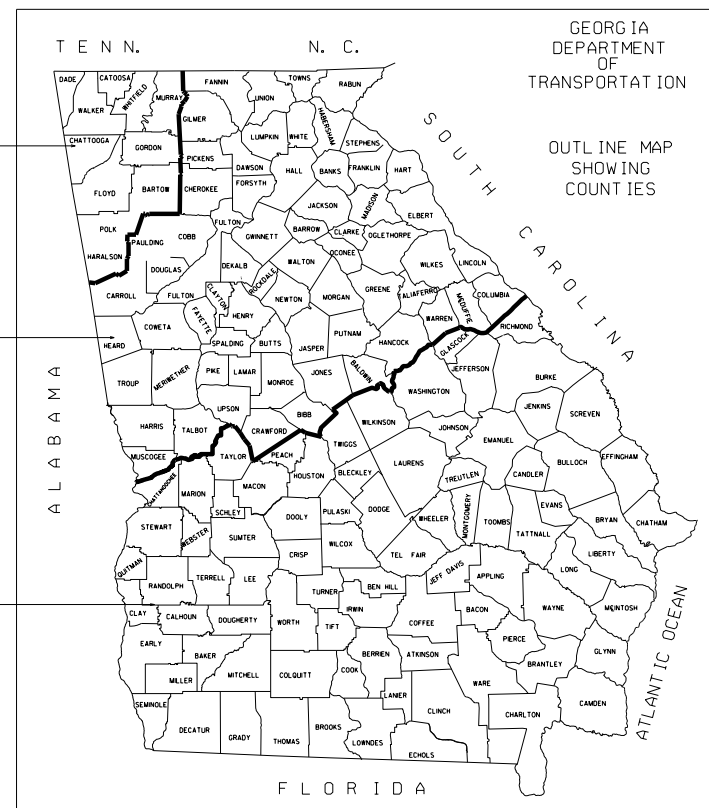 GEORGIA
DEPARTMENT
OF
TRANSPORTATION
OUTLINE MAP
SHOWING
COUNTIES
TENN.
N. C.
SOUTH CAROLINA
ALABAMA
ATLANTIC OCEAN
FLORIDA
DADE
CATOOSA
WALKER
WHITFIELD
MURRAY
FANNIN
GILMER
UNION
TOWNS
RABUN
HABERSHAM
LUMPKIN
WHITE
STEPHENS
CHATTOOGA
GORDON
PICKENS
DAWSON
HALL
BANKS
FRANKLIN
HART
FLOYD
BARTOW
CHEROKEE
FORSYTH
JACKSON
MADISON
ELBERT
POLK
PAULDING
COBB
FULTON
GWINNETT
BARROW
CLARKE
OGLETHORPE
OCONEE
HARALSON
DOUGLAS
DEKALB
WALTON
WILKES
LINCOLN
CARROLL
FULTON
CLAYTON
ROCKDALE
NEWTON
MORGAN
GREENE
TALIAFERRO
MCDUFFIE
COLUMBIA
COWETA
FAYETTE
HENRY
WARREN
RICHMOND
HEARD
SPALDING
BUTTS
JASPER
PUTNAM
HANCOCK
GLASCOCK
TROUP
MERIWETHER
PIKE
LAMAR
MONROE
JONES
BALDWIN
WASHINGTON
JEFFERSON
BURKE
UPSON
BIBB
WILKINSON
JENKINS
SCREVEN
HARRIS
TALBOT
CRAWFORD
TWIGGS
JOHNSON
EMANUEL
MUSCOGEE
TAYLOR
PEACH
HOUSTON
BLECKLEY
LAURENS
BULLOCH
EFFINGHAM
CHATTAHOOCHEE
MARION
MACON
TREUTLEN
CANDLER
SCHLEY
DOOLY
PULASKI
DODGE
WHEELER
MONTGOMERY
TOOMBS
EVANS
BRYAN
CHATHAM
STEWART
WEBSTER
SUMTER
CRISP
WILCOX
TEL FAIR
TATTNALL
LIBERTY
QUITMAN
RANDOLPH
TERRELL
LEE
TURNER
BEN HILL
JEFF DAVIS
APPLING
LONG
CLAY
CALHOUN
DOUGHERTY
WORTH
TIFT
IRWIN
COFFEE
BACON
WAYNE
MCINTOSH
EARLY
BAKER
MITCHELL
COLQUITT
BERRIEN
ATKINSON
PIERCE
GLYNN
MILLER
COOK
WARE
BRANTLEY
SEMINOLE
LANIER
CLINCH
CHARLTON
CAMDEN
DECATUR
GRADY
THOMAS
BROOKS
LOWNDES
ECHOLS